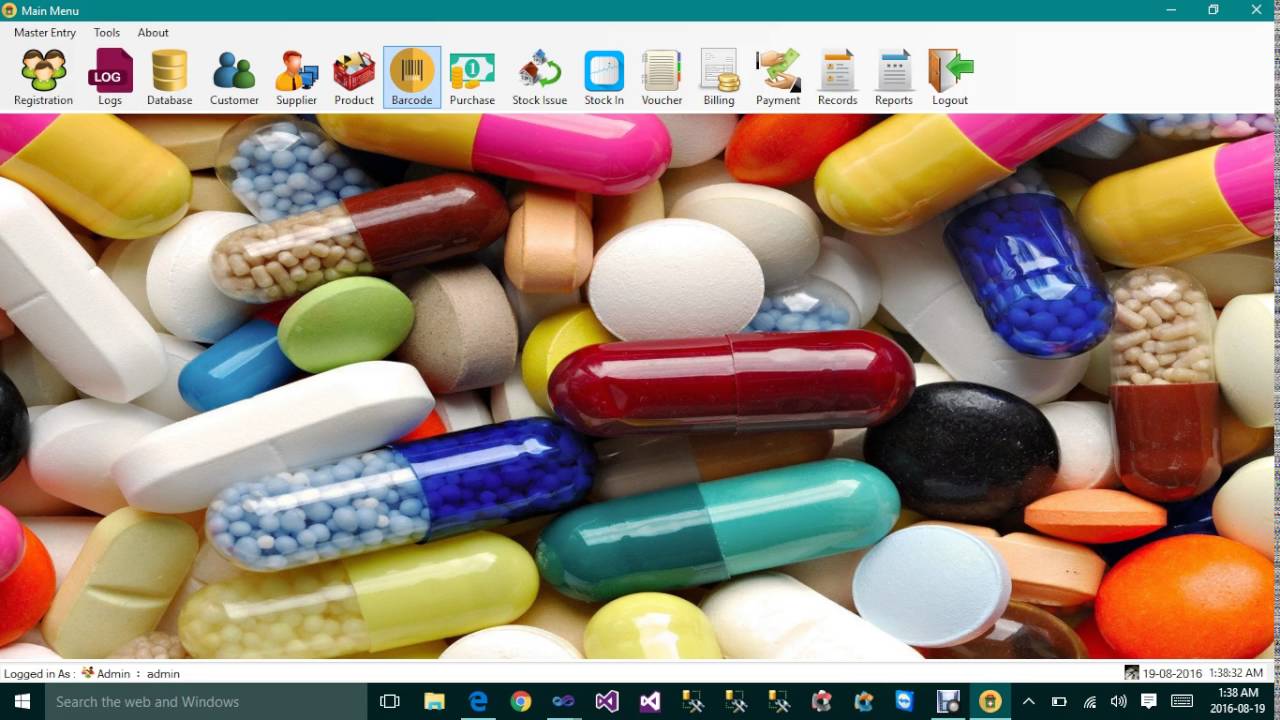 Main Menu
Master Entry Tools About
LOG
1
Registration Logs Database Customer Supplier Product Barcode Purchase Stock Issue Stock In Voucher Billing Payment Records Reports Logout
Logged in As : Admin : admin
19-08-2016 1:38:32 AM
Search the web and Windows
1:38 AM
2016-08-19